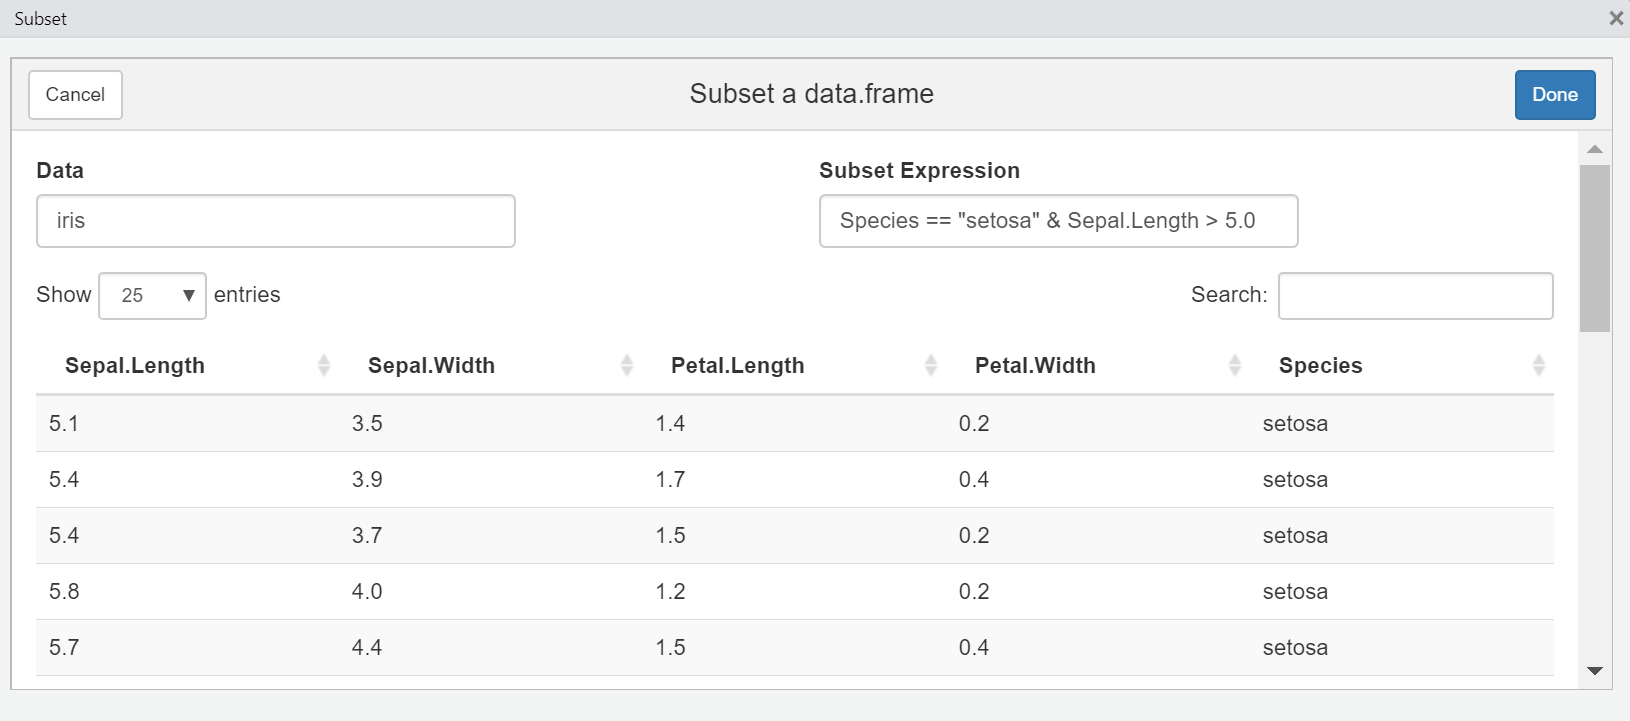 Subset
Cancel Subset a data.frame Done
Data Subset Expression
iris Species == "setosa" & Sepal.Length > 5.0
Show 25 entries Search:
Sepal.Length Sepal.Width Petal.Length Petal.Width Species
5.1 3.5 1.4 0.2 setosa
5.4 3.9 1.7 0.4 setosa
5.4 3.7 1.5 0.2 setosa
5.8 4.0 1.2 0.2 setosa
5.7 4.4 1.5 0.4 setosa